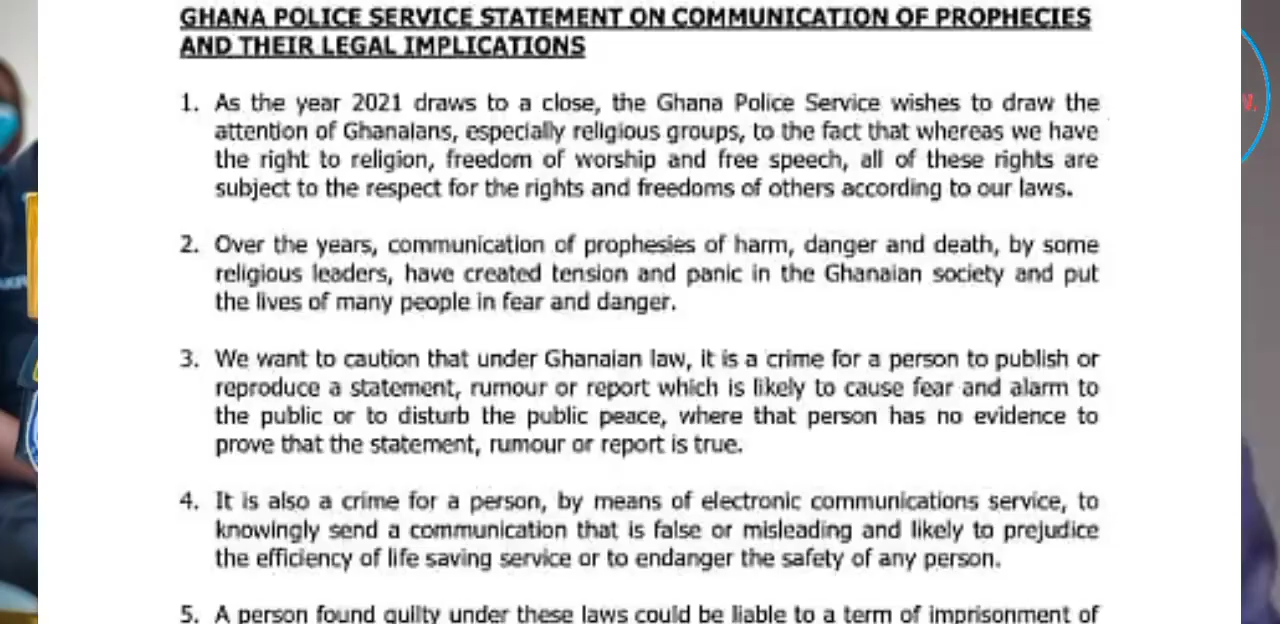 GHANA POLICE SERVICE STATEMENT ON COMMUNICATION OF PROPHECIES
AND THEIR LEGAL IMPLICATIONS
1. As the year 2021 draws to a close, the Ghana Police Service wishes to draw the
attention of Ghanaians, especially religious groups, to the fact that whereas we have
the right to religion, freedom of worship and free speech, all of these rights are
subject to the respect for the rights and freedoms of others according to our laws.
2. Over the years, communication of prophesies of harm, danger and death, by some
religious leaders, have created tension and panic in the Ghanaian society and put
the lives of many people in fear and danger.
3. We want to caution that under Ghanaian law, it is a crime for a person to publish or
reproduce a statement, rumour or report which is likely to cause fear and alarm to
the public or to disturb the public peace, where that person has no evidence to
prove that the statement, rumour or report is true.
4. It is also a crime for a person, by means of electronic communications service, to
knowingly send a communication that is false or misleading and likely to prejudice
the efficiency of life saving service or to endanger the safety of any person.
5. A person found guilty under these laws could be liable to a term of imprisonment of